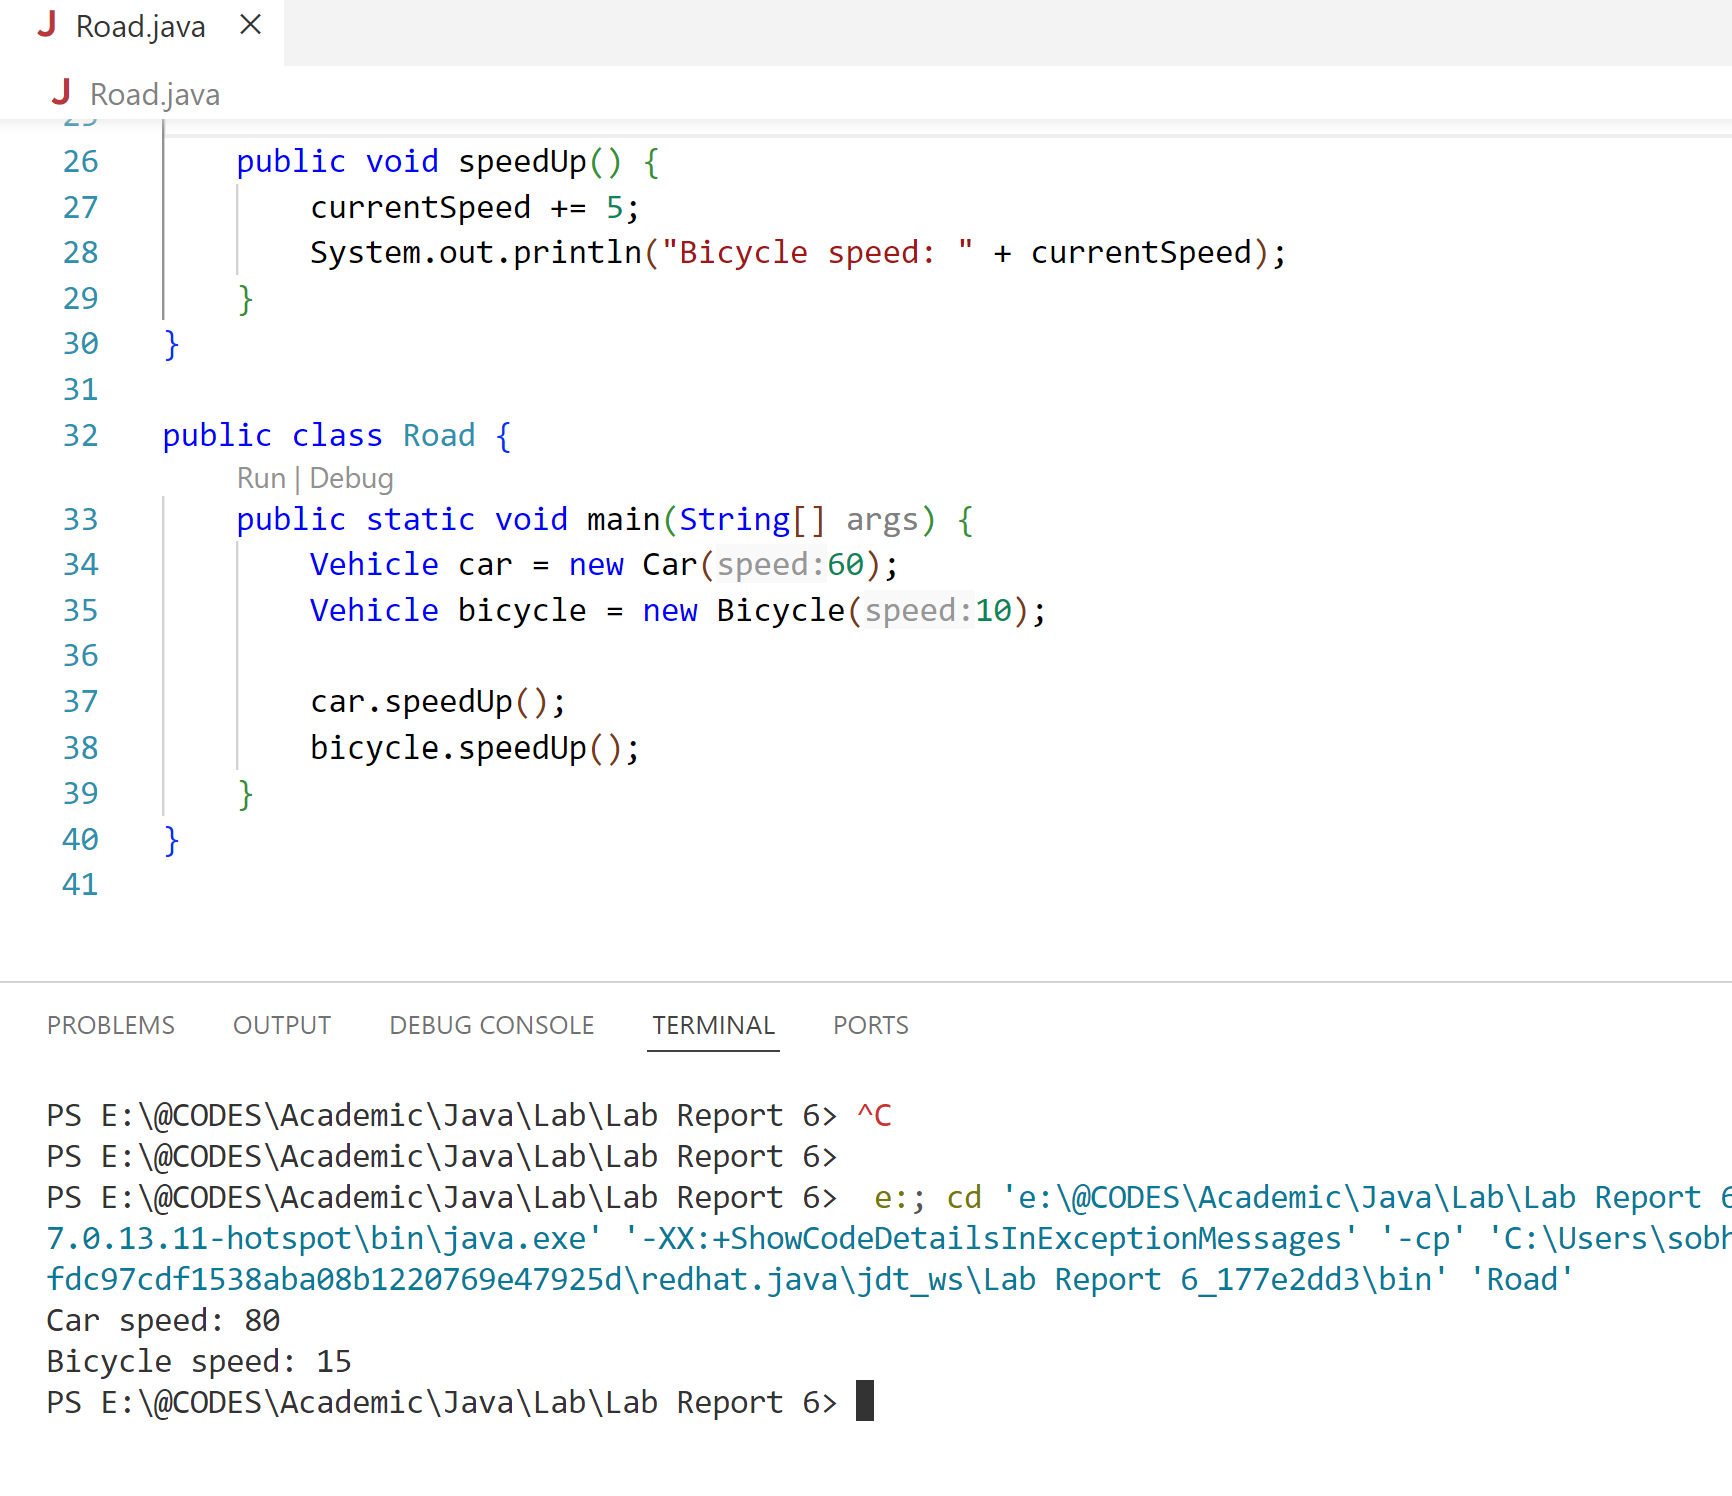 Road.java
Road.java
26 public void speedUp() {
27 currentSpeed += 5;
28 System.out.println("Bicycle speed: " + currentSpeed);
29 }
30 }
31
32 public class Road {
Run | Debug
33 public static void main(String[] args) {
34 Vehicle car = new Car(speed:60);
35 Vehicle bicycle = new Bicycle(speed:10);
36
37 car.speedUp();
38 bicycle.speedUp();
39 }
40 }
41
PROBLEMS OUTPUT DEBUG CONSOLE TERMINAL PORTS
PS E:\@CODES\Academic\Java\Lab\Lab Report 6> ^C
PS E:\@CODES\Academic\Java\Lab\Lab Report 6>
PS E:\@CODES\Academic\Java\Lab\Lab Report 6> e:; cd 'e:\@CODES\Academic\Java\Lab\Lab Report 6
7.0.13.11-hotspot\bin\java.exe' '-XX:+ShowCodeDetailsInExceptionMessages' '-cp' 'C:\Users\sobh
fdc97cdf1538aba08b1220769e47925d\redhat.java\jdt_ws\Lab Report 6_177e2dd3\bin' 'Road'
Car speed: 80
Bicycle speed: 15
PS E:\@CODES\Academic\Java\Lab\Lab Report 6>